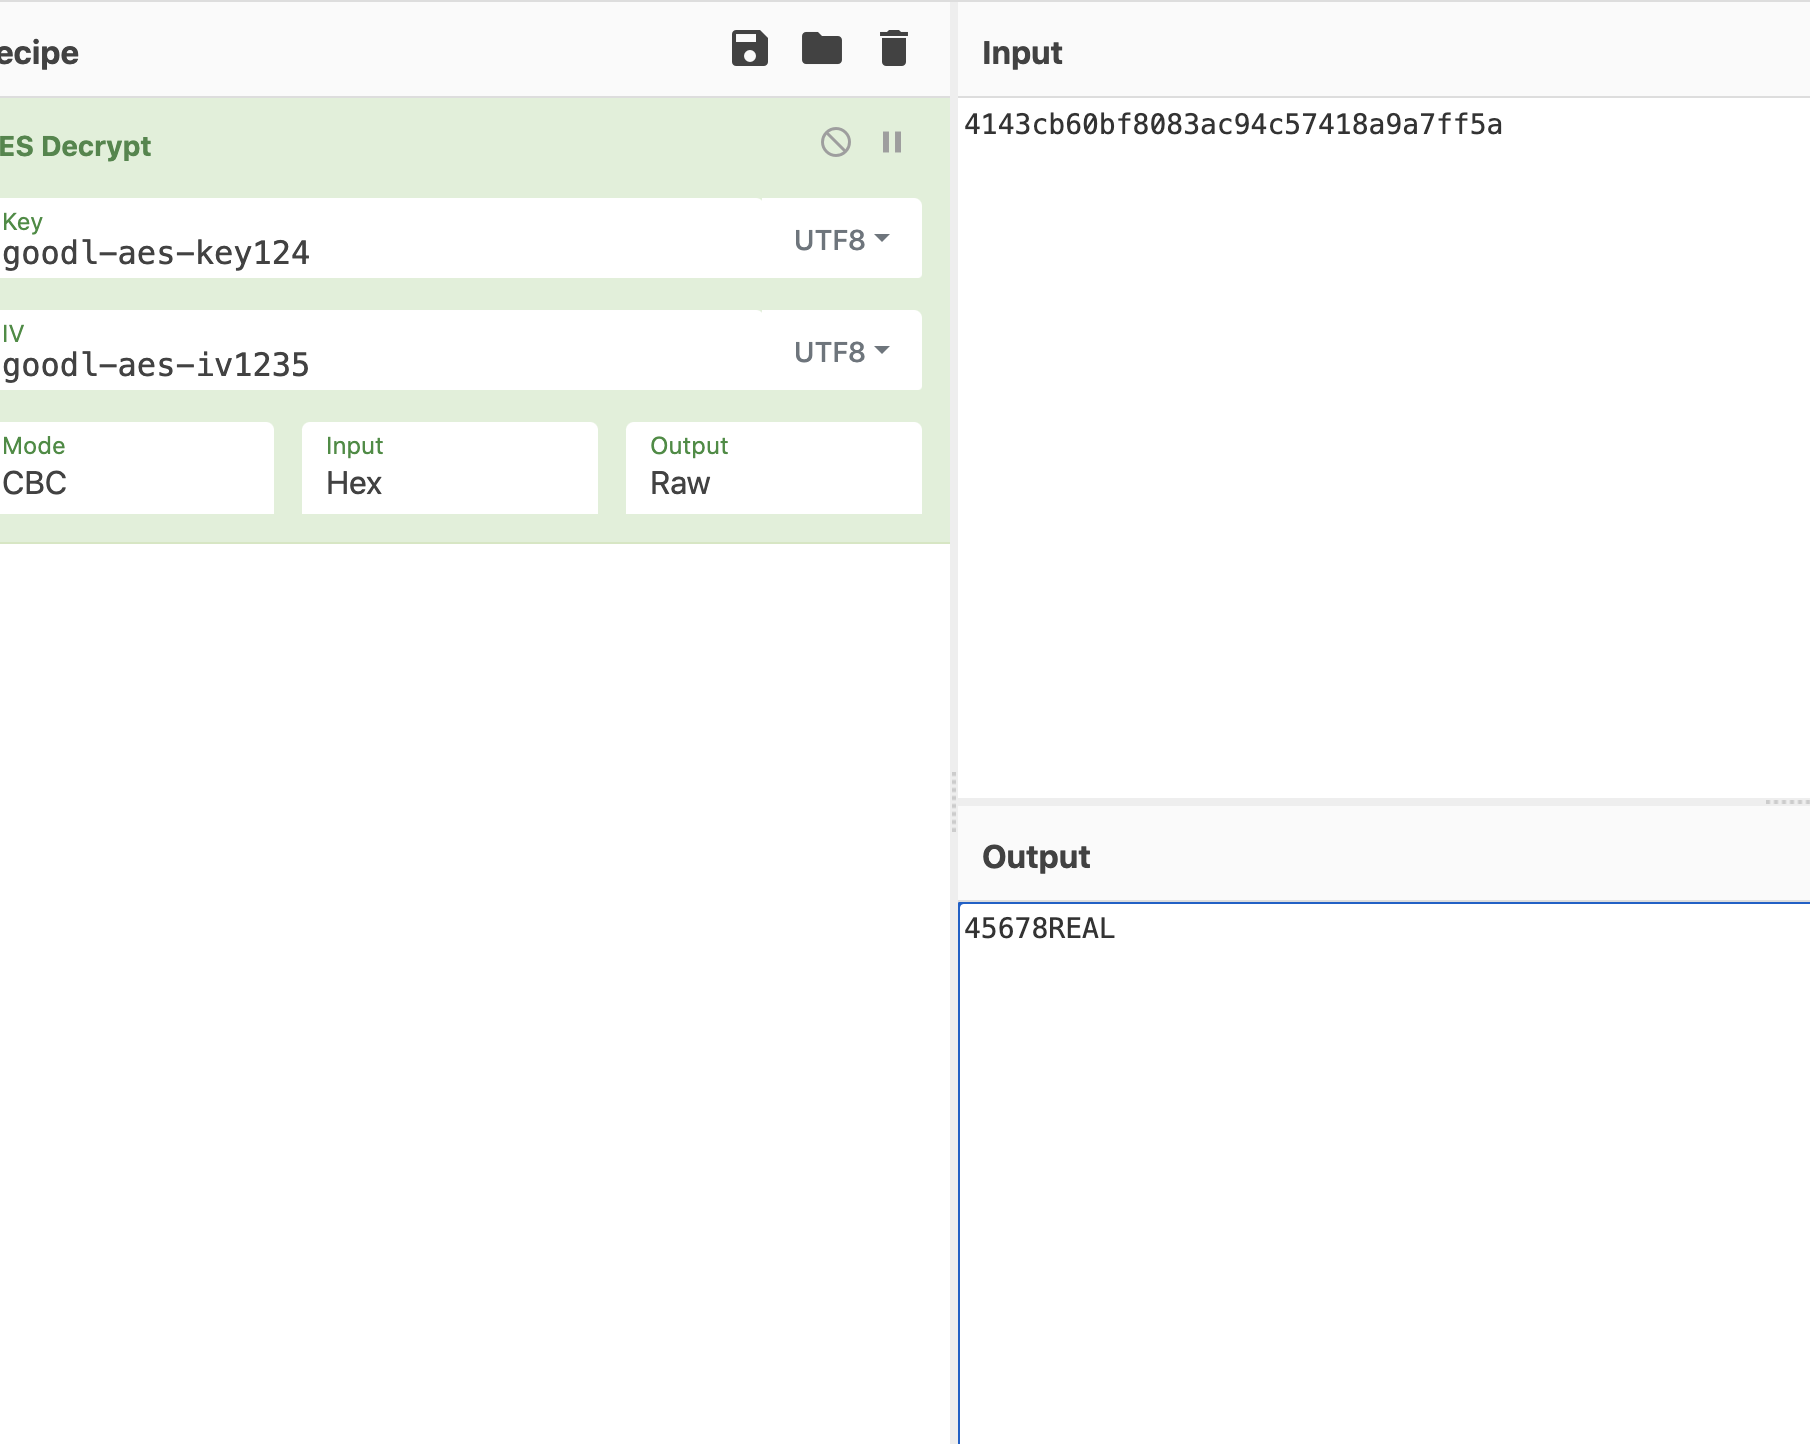 ecipe
ES Decrypt
Key
goodl-aes-key124
UTF8
IV
goodl-aes-iv1235
UTF8
Mode
CBC
Input
Hex
Output
Raw
Input
4143cb60bf8083ac94c57418a9a7ff5a
Output
45678REAL